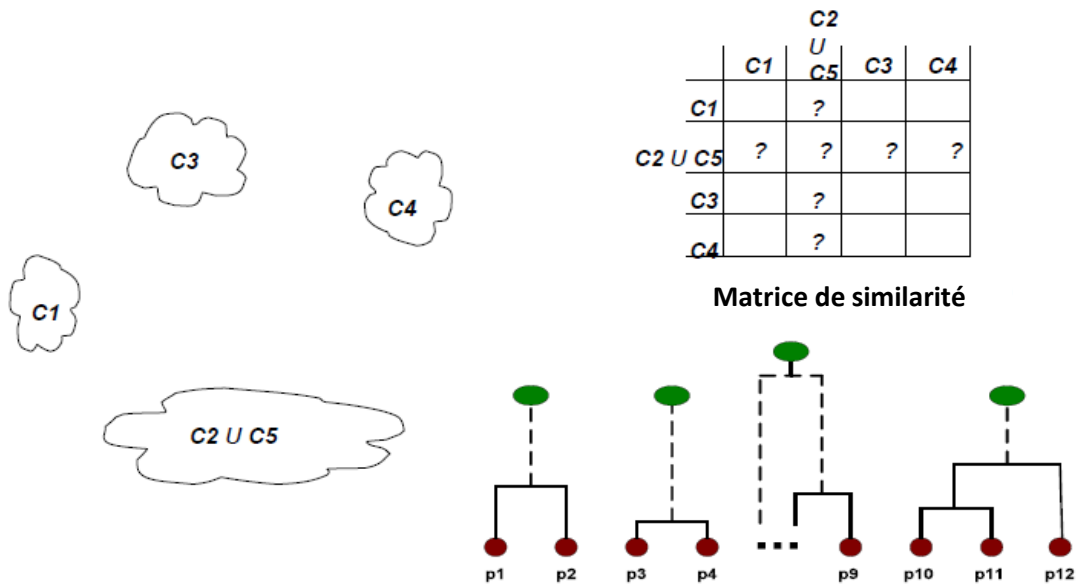 C3
C4
C1
C2 U C5
C2
U
C1 C5 C3 C4
C1 ?
C2 U C5 ? ? ? ?
C3 ?
C4 ?
Matrice de similarité
...
p1 p2 p3 p4 p9 p10 p11 p12